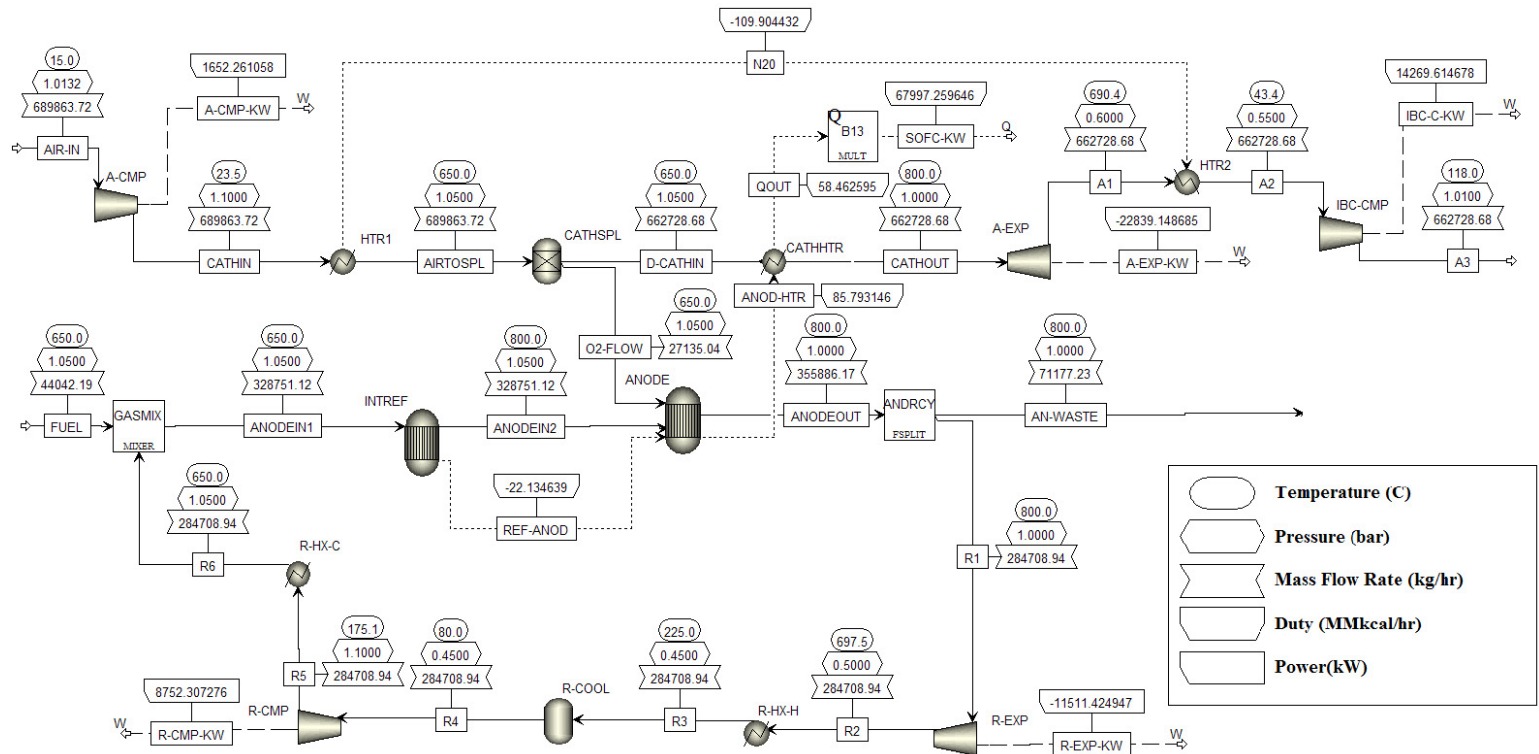 -109.904432
N20
15.0
1.0132
689863.72
AIR-IN
A-CMP
1652.261058
A-CMP-KW
W
23.5
1.1000
689863.72
CATHIN
HTR1
650.0
1.0500
689863.72
AIRTOSPL
CATHSPL
650.0
1.0500
662728.68
D-CATHIN
Q
B13
MULT
67997.259646
SOFC-KW
Q
QOUT
58.462595
CATHHTR
800.0
1.0000
662728.68
CATHOUT
A-EXP
690.4
0.6000
662728.68
A1
HTR2
43.4
0.5500
662728.68
A2
14269.614678
IBC-C-KW
W
IBC-CMP
118.0
1.0100
662728.68
A3
-22839.148685
A-EXP-KW
W
ANOD-HTR
85.793146
650.0
1.0500
27135.04
O2-FLOW
650.0
1.0500
44042.19
FUEL
GASMIX
MIXER
650.0
1.0500
328751.12
ANODEIN1
INTREF
800.0
1.0500
328751.12
ANODEIN2
ANODE
800.0
1.0000
355886.17
ANODEOUT
ANDRCY
FSPLIT
800.0
1.0000
71177.23
AN-WASTE
-22.134639
REF-ANOD
650.0
1.0500
284708.94
R6
R-HX-C
800.0
1.0000
284708.94
R1
175.1
1.1000
284708.94
R5
8752.307276
R-CMP-KW
W
R-CMP
80.0
0.4500
284708.94
R4
R-COOL
225.0
0.4500
284708.94
R3
R-HX-H
697.5
0.5000
284708.94
R2
R-EXP
-11511.424947
R-EXP-KW
W
Temperature (C)
Pressure (bar)
Mass Flow Rate (kg/hr)
Duty (MMkcal/hr)
Power(kW)